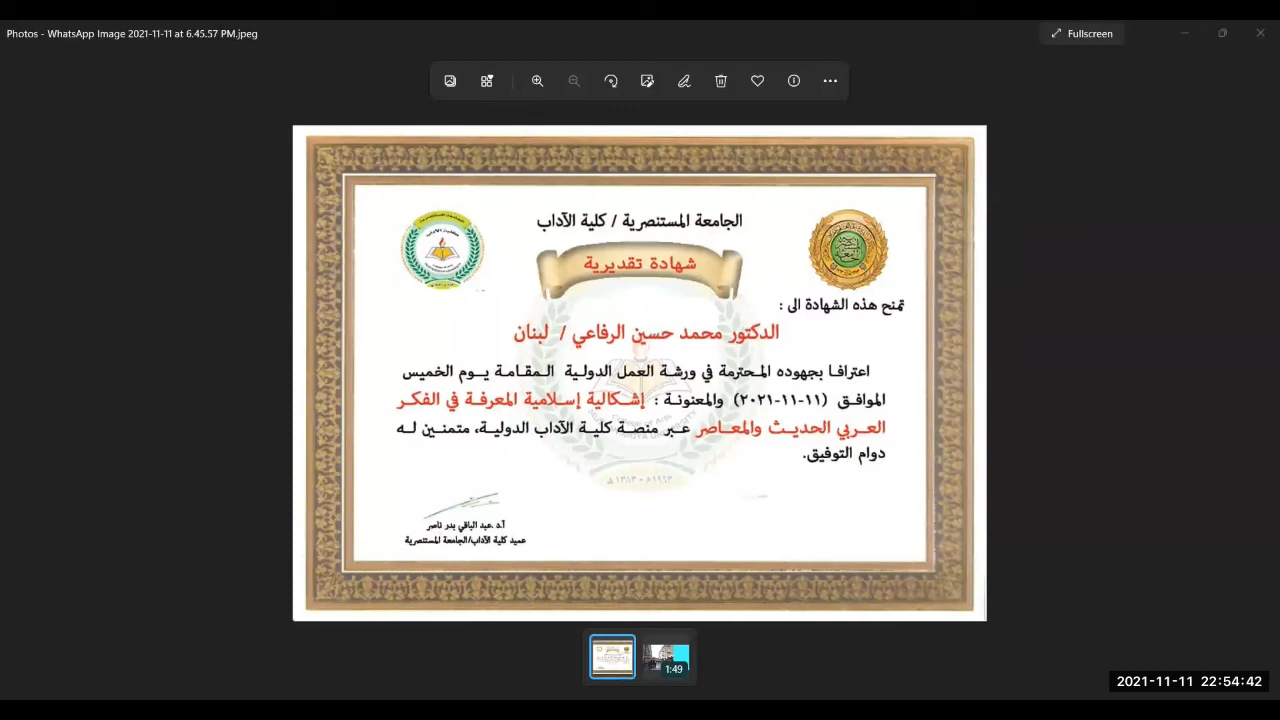 Photos - WhatsApp Image 2021-11-11 at 6.45.57 PM.jpeg
Fullscreen
الجامعة المستنصرية / كلية الآداب
شهادة تقديرية
تمنح هذه الشهادة الى :
الدكتور محمد حسين الرفاعي / لبنان
اعترافا بجهوده المحترمة في ورشة العمل الدولية المقامة يوم الخميس
الموافق (١١-١١-٢٠٢١) والمعنونة : إشكالية إسلامية المعرفة في الفكر
العربي الحديث والمعاصر عبر منصة كلية الآداب الدولية، متمنين له
دوام التوفيق.
١٩٦٣م - ١٣٨٣هـ
أ.د .عبد الباقي بدر ناصر
عميد كلية الآداب/الجامعة المستنصرية
1:49
2021-11-11 22:54:42